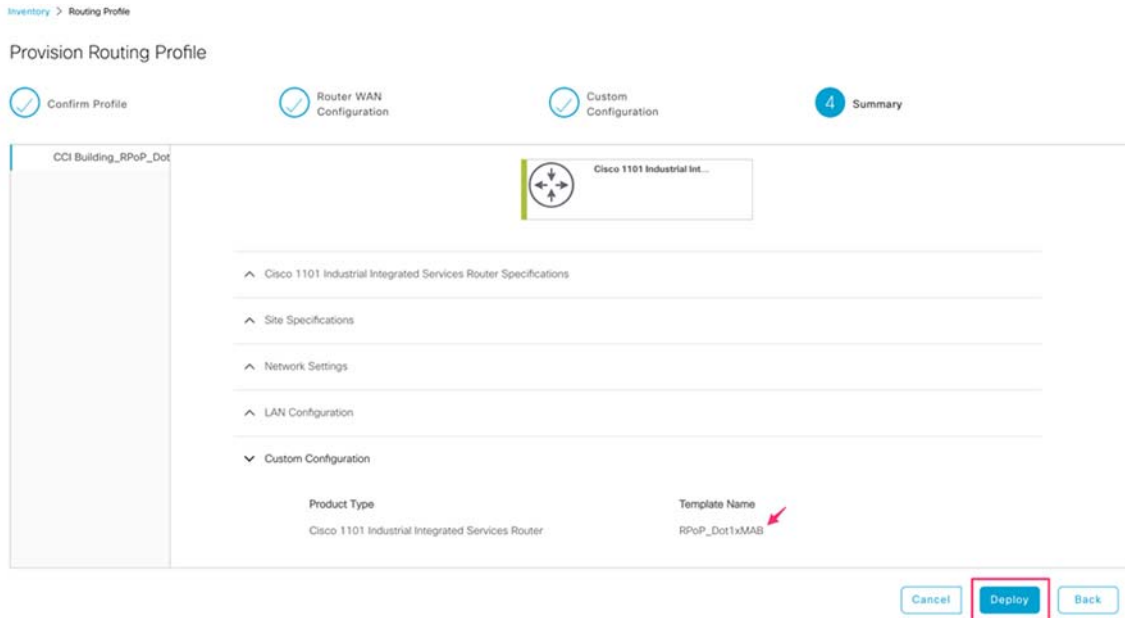 Inventory > Routing Profile
Provision Routing Profile
Confirm Profile
Router WAN
Configuration
Custom
Configuration
4 Summary
CCI Building_RPoP_Dot
Cisco 1101 Industrial Int...
Cisco 1101 Industrial Integrated Services Router Specifications
Site Specifications
Network Settings
LAN Configuration
Custom Configuration
Product Type Template Name
Cisco 1101 Industrial Integrated Services Router RPoP_Dot1xMAB
Cancel Deploy Back